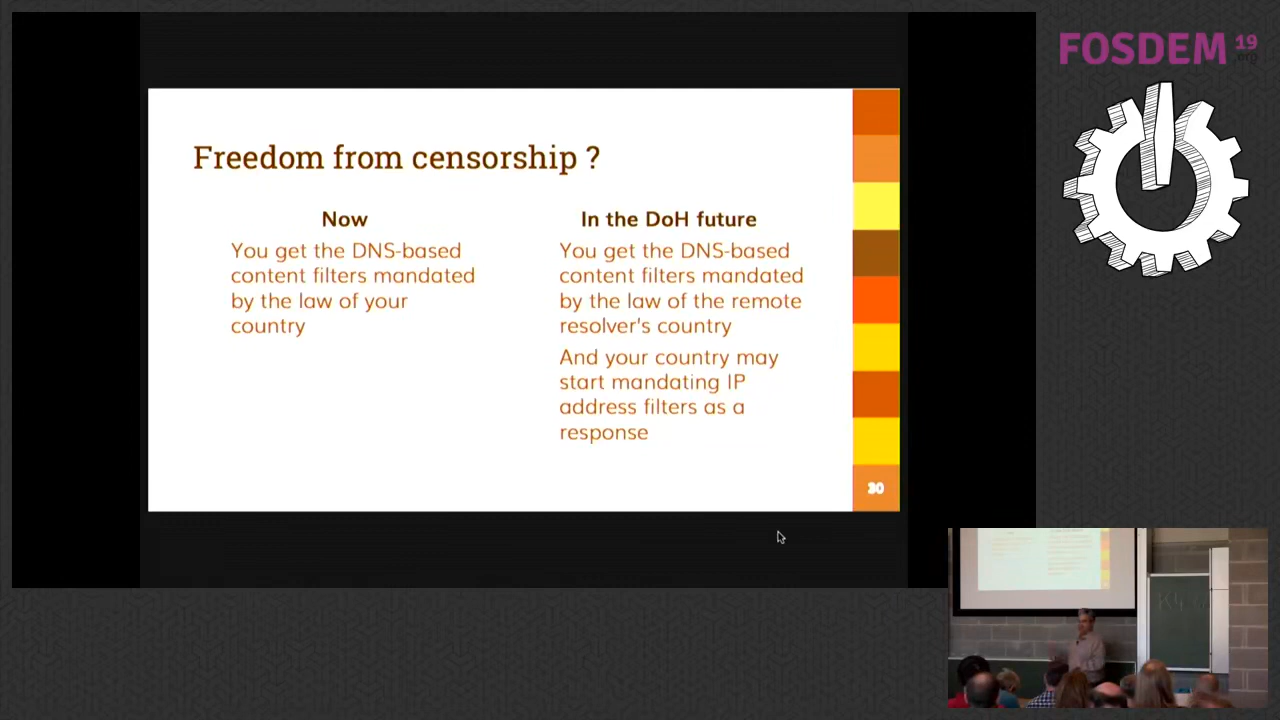 FOSDEM 19
.org
Freedom from censorship ?
Now
You get the DNS-based
content filters mandated
by the law of your
country
In the DoH future
You get the DNS-based
content filters mandated
by the law of the remote
resolver's country
And your country may
start mandating IP
address filters as a
response
30